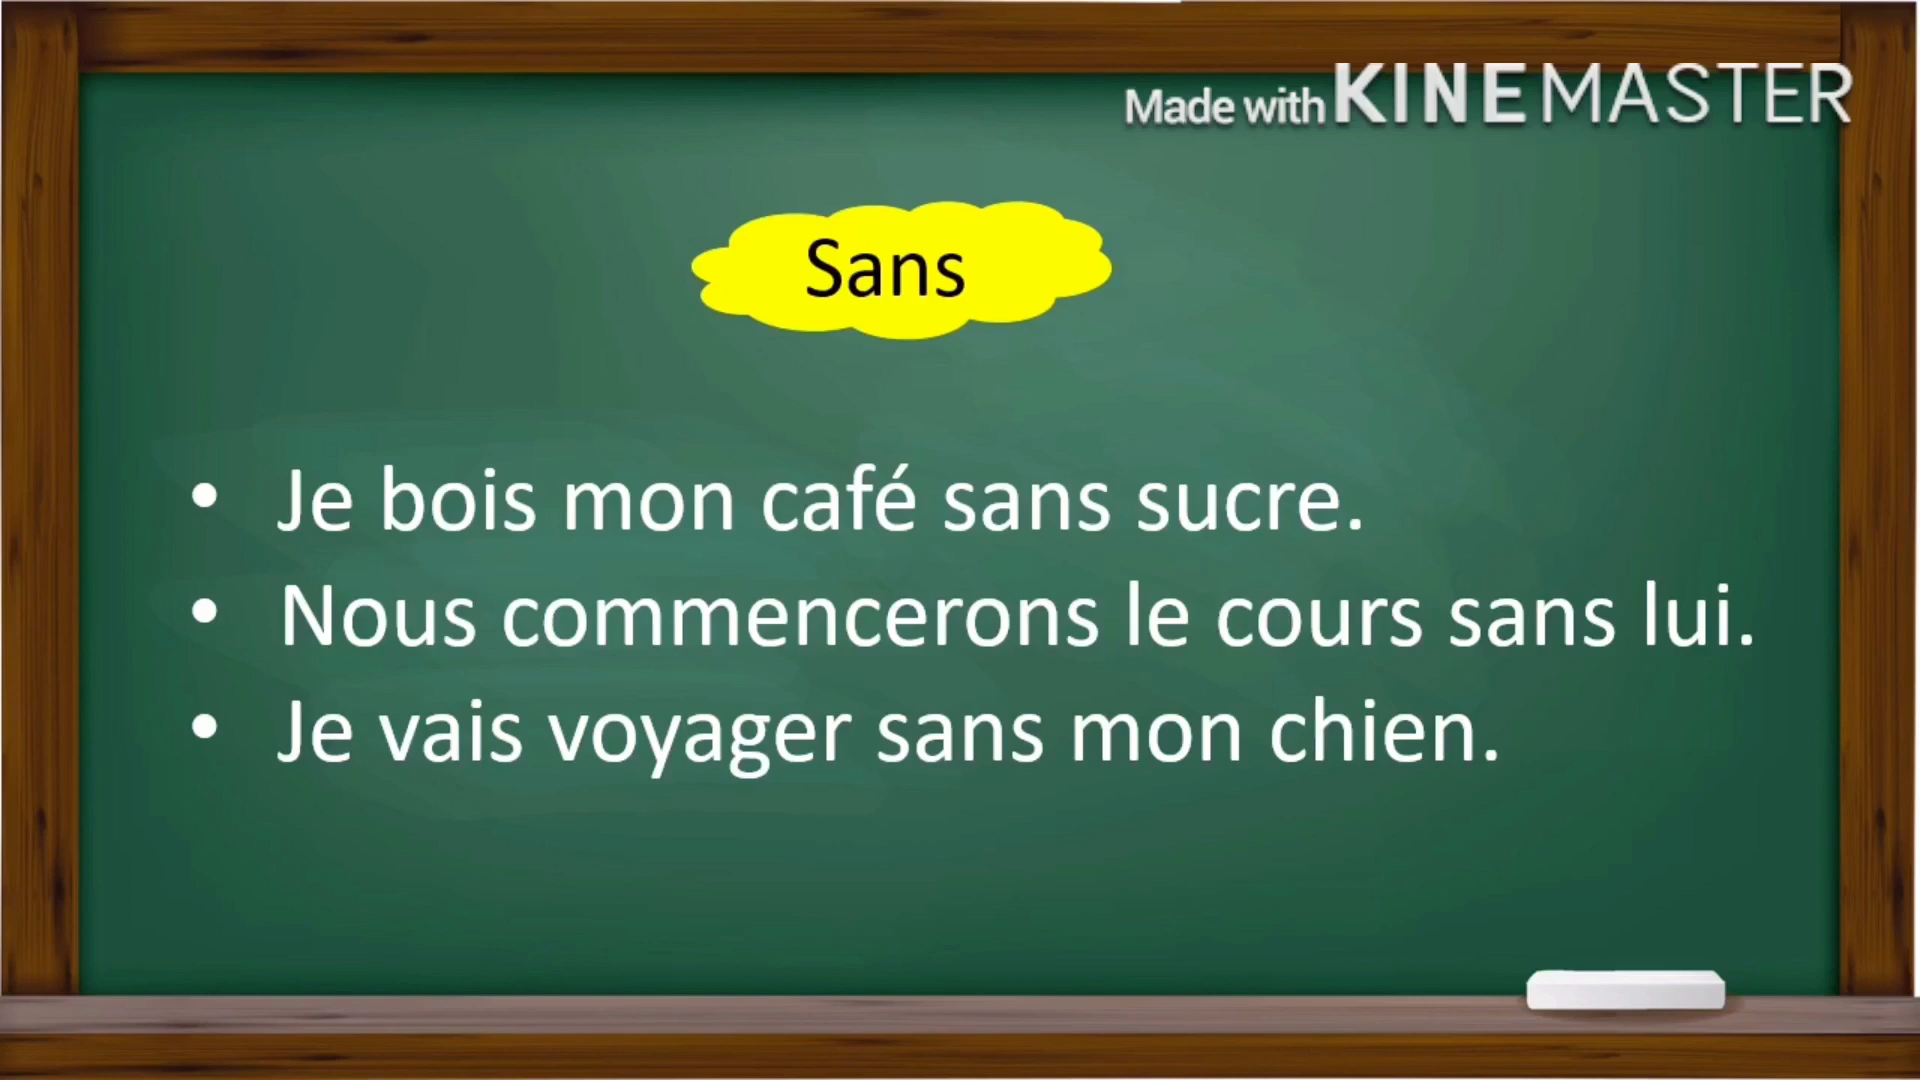 Made with KINEMASTER
Sans
• Je bois mon café sans sucre.
• Nous commencerons le cours sans lui.
• Je vais voyager sans mon chien.